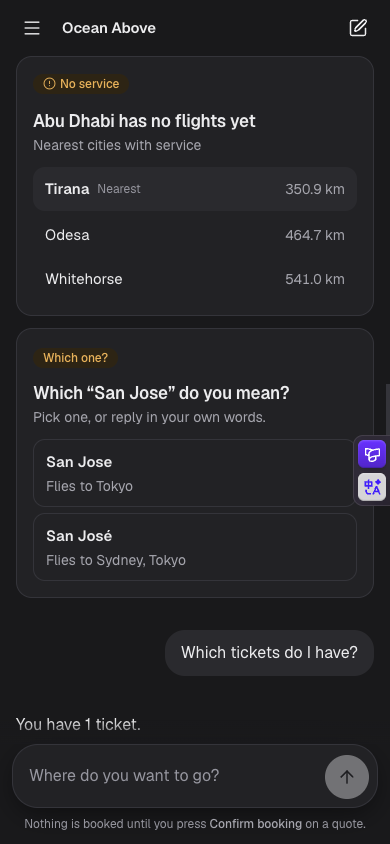 Ocean Above
No service
Abu Dhabi has no flights yet
Nearest cities with service
Tirana Nearest 350.9 km
Odesa 464.7 km
Whitehorse 541.0 km
Which one?
Which “San Jose” do you mean?
Pick one, or reply in your own words.
San Jose
Flies to Tokyo
San José
Flies to Sydney, Tokyo
中A
Which tickets do I have?
You have 1 ticket.
Where do you want to go?
Nothing is booked until you press Confirm booking on a quote.